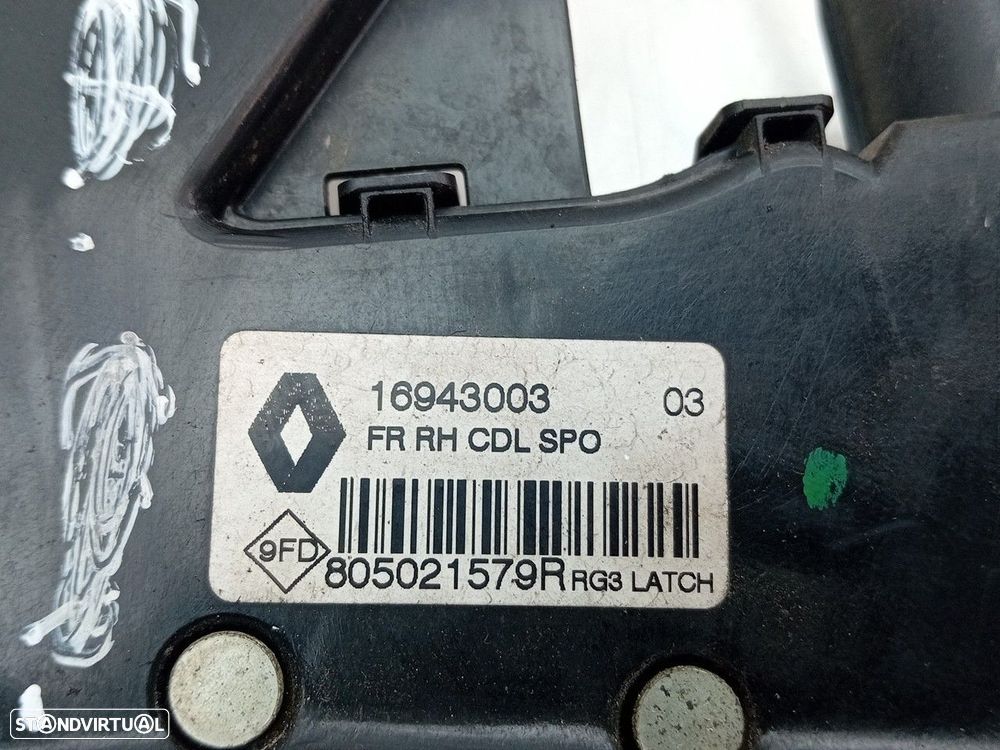 16943003 03
FR RH CDL SPO
9FD
805021579R RG3 LATCH
STANDVIRTUAL